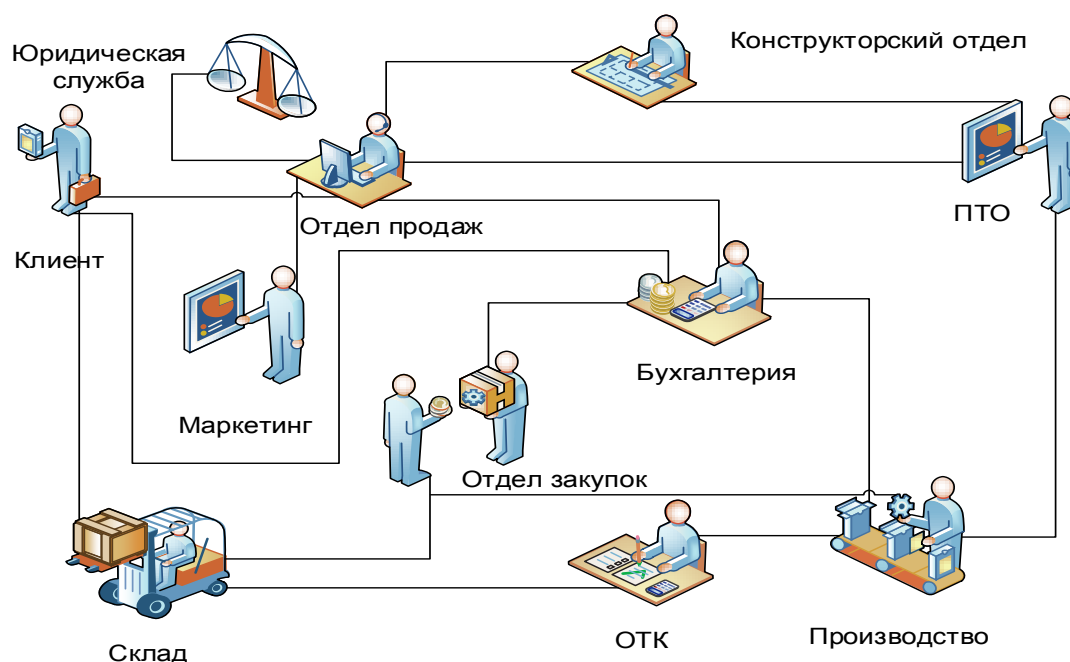 Юридическая
служба
Конструкторский отдел
Клиент
Отдел продаж
ПТО
Маркетинг
Бухгалтерия
Отдел закупок
Склад
ОТК
Производство